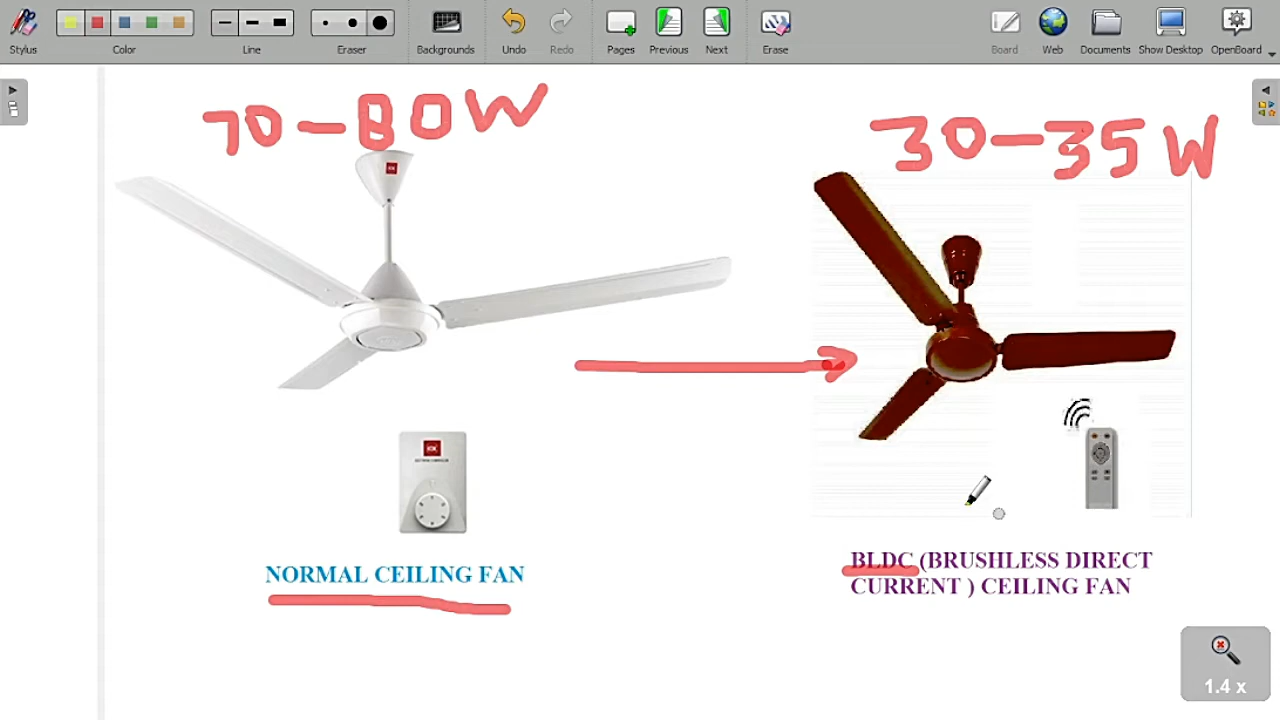 Stylus
Color
Line
Eraser
Backgrounds
Undo
Redo
Pages
Previous
Next
Erase
Board
Web
Documents
Show Desktop
OpenBoard
70-80W
30-35W
NORMAL CEILING FAN
BLDC (BRUSHLESS DIRECT
CURRENT ) CEILING FAN
1.4 x